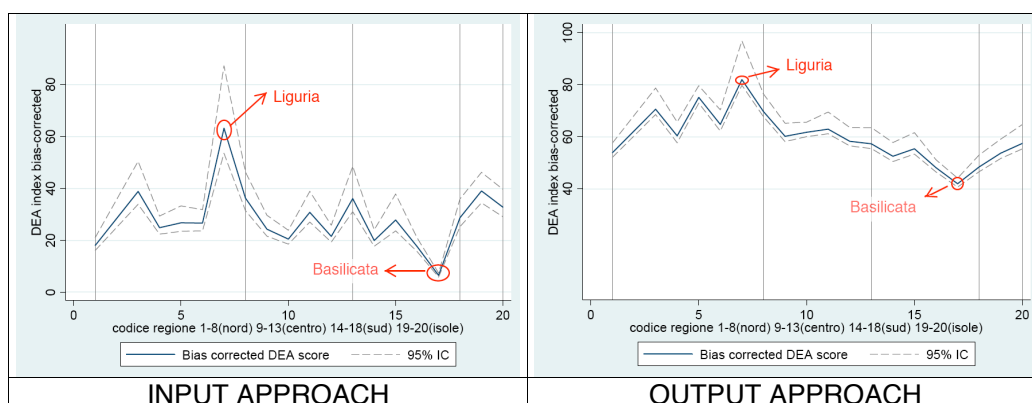 DEA index bias-corrected
80
60
40
20
0
Liguria
Basilicata
0 5 10 15 20
codice regione 1-8(nord) 9-13(centro) 14-18(sud) 19-20(isole)
Bias corrected DEA score 95% IC
INPUT APPROACH
DEA index bias-corrected
100
80
60
40
Liguria
Basilicata
0 5 10 15 20
codice regione 1-8(nord) 9-13(centro) 14-18(sud) 19-20(isole)
Bias corrected DEA score 95% IC
OUTPUT APPROACH